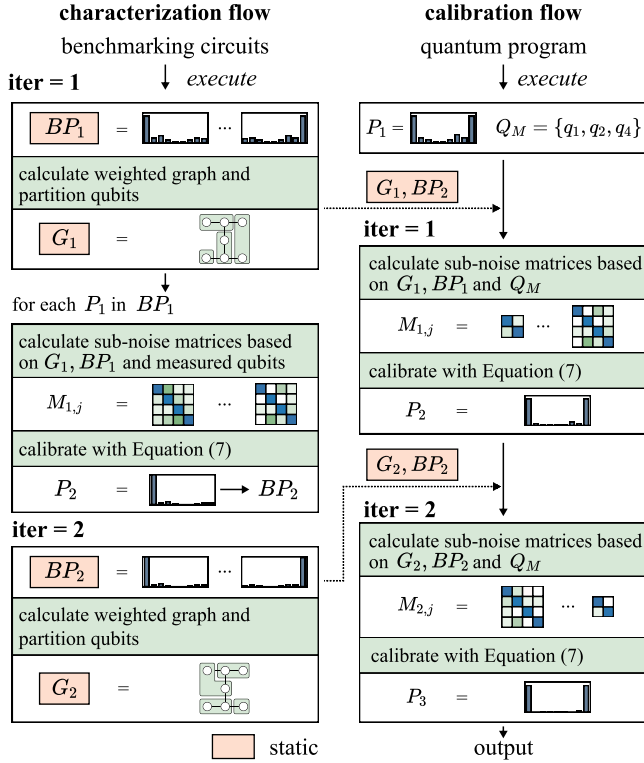 characterization flow
benchmarking circuits
execute
iter = 1
BP₁ = ...
calculate weighted graph and
partition qubits
G₁ =
for each P₁ in BP₁
calculate sub-noise matrices based
on G₁, BP₁ and measured qubits
M₁,ⱼ = ...
calibrate with Equation (7)
P₂ = BP₂
iter = 2
BP₂ = ...
calculate weighted graph and
partition qubits
G₂ =
static
calibration flow
quantum program
execute
P₁ = Q_M = {q₁, q₂, q₄}
G₁, BP₂
iter = 1
calculate sub-noise matrices based
on G₁, BP₁ and Q_M
M₁,ⱼ = ...
calibrate with Equation (7)
P₂ =
G₂, BP₂
iter = 2
calculate sub-noise matrices based
on G₂, BP₂ and Q_M
M₂,ⱼ = ...
calibrate with Equation (7)
P₃ =
output